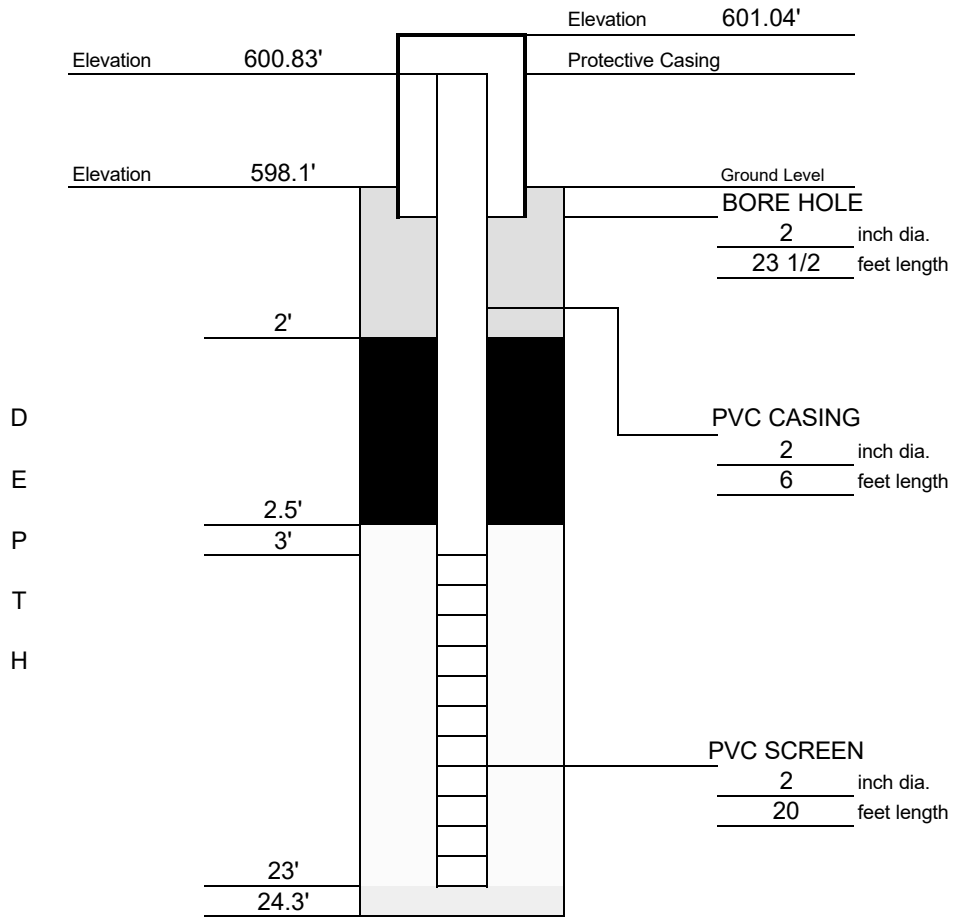 Elevation 601.04'
Elevation 600.83' Protective Casing
Elevation 598.1' Ground Level
BORE HOLE
2 inch dia.
23 1/2 feet length
2'
D
PVC CASING
2 inch dia.
E
6 feet length
2.5'
P
3'
T
H
PVC SCREEN
2 inch dia.
20 feet length
23'
24.3'